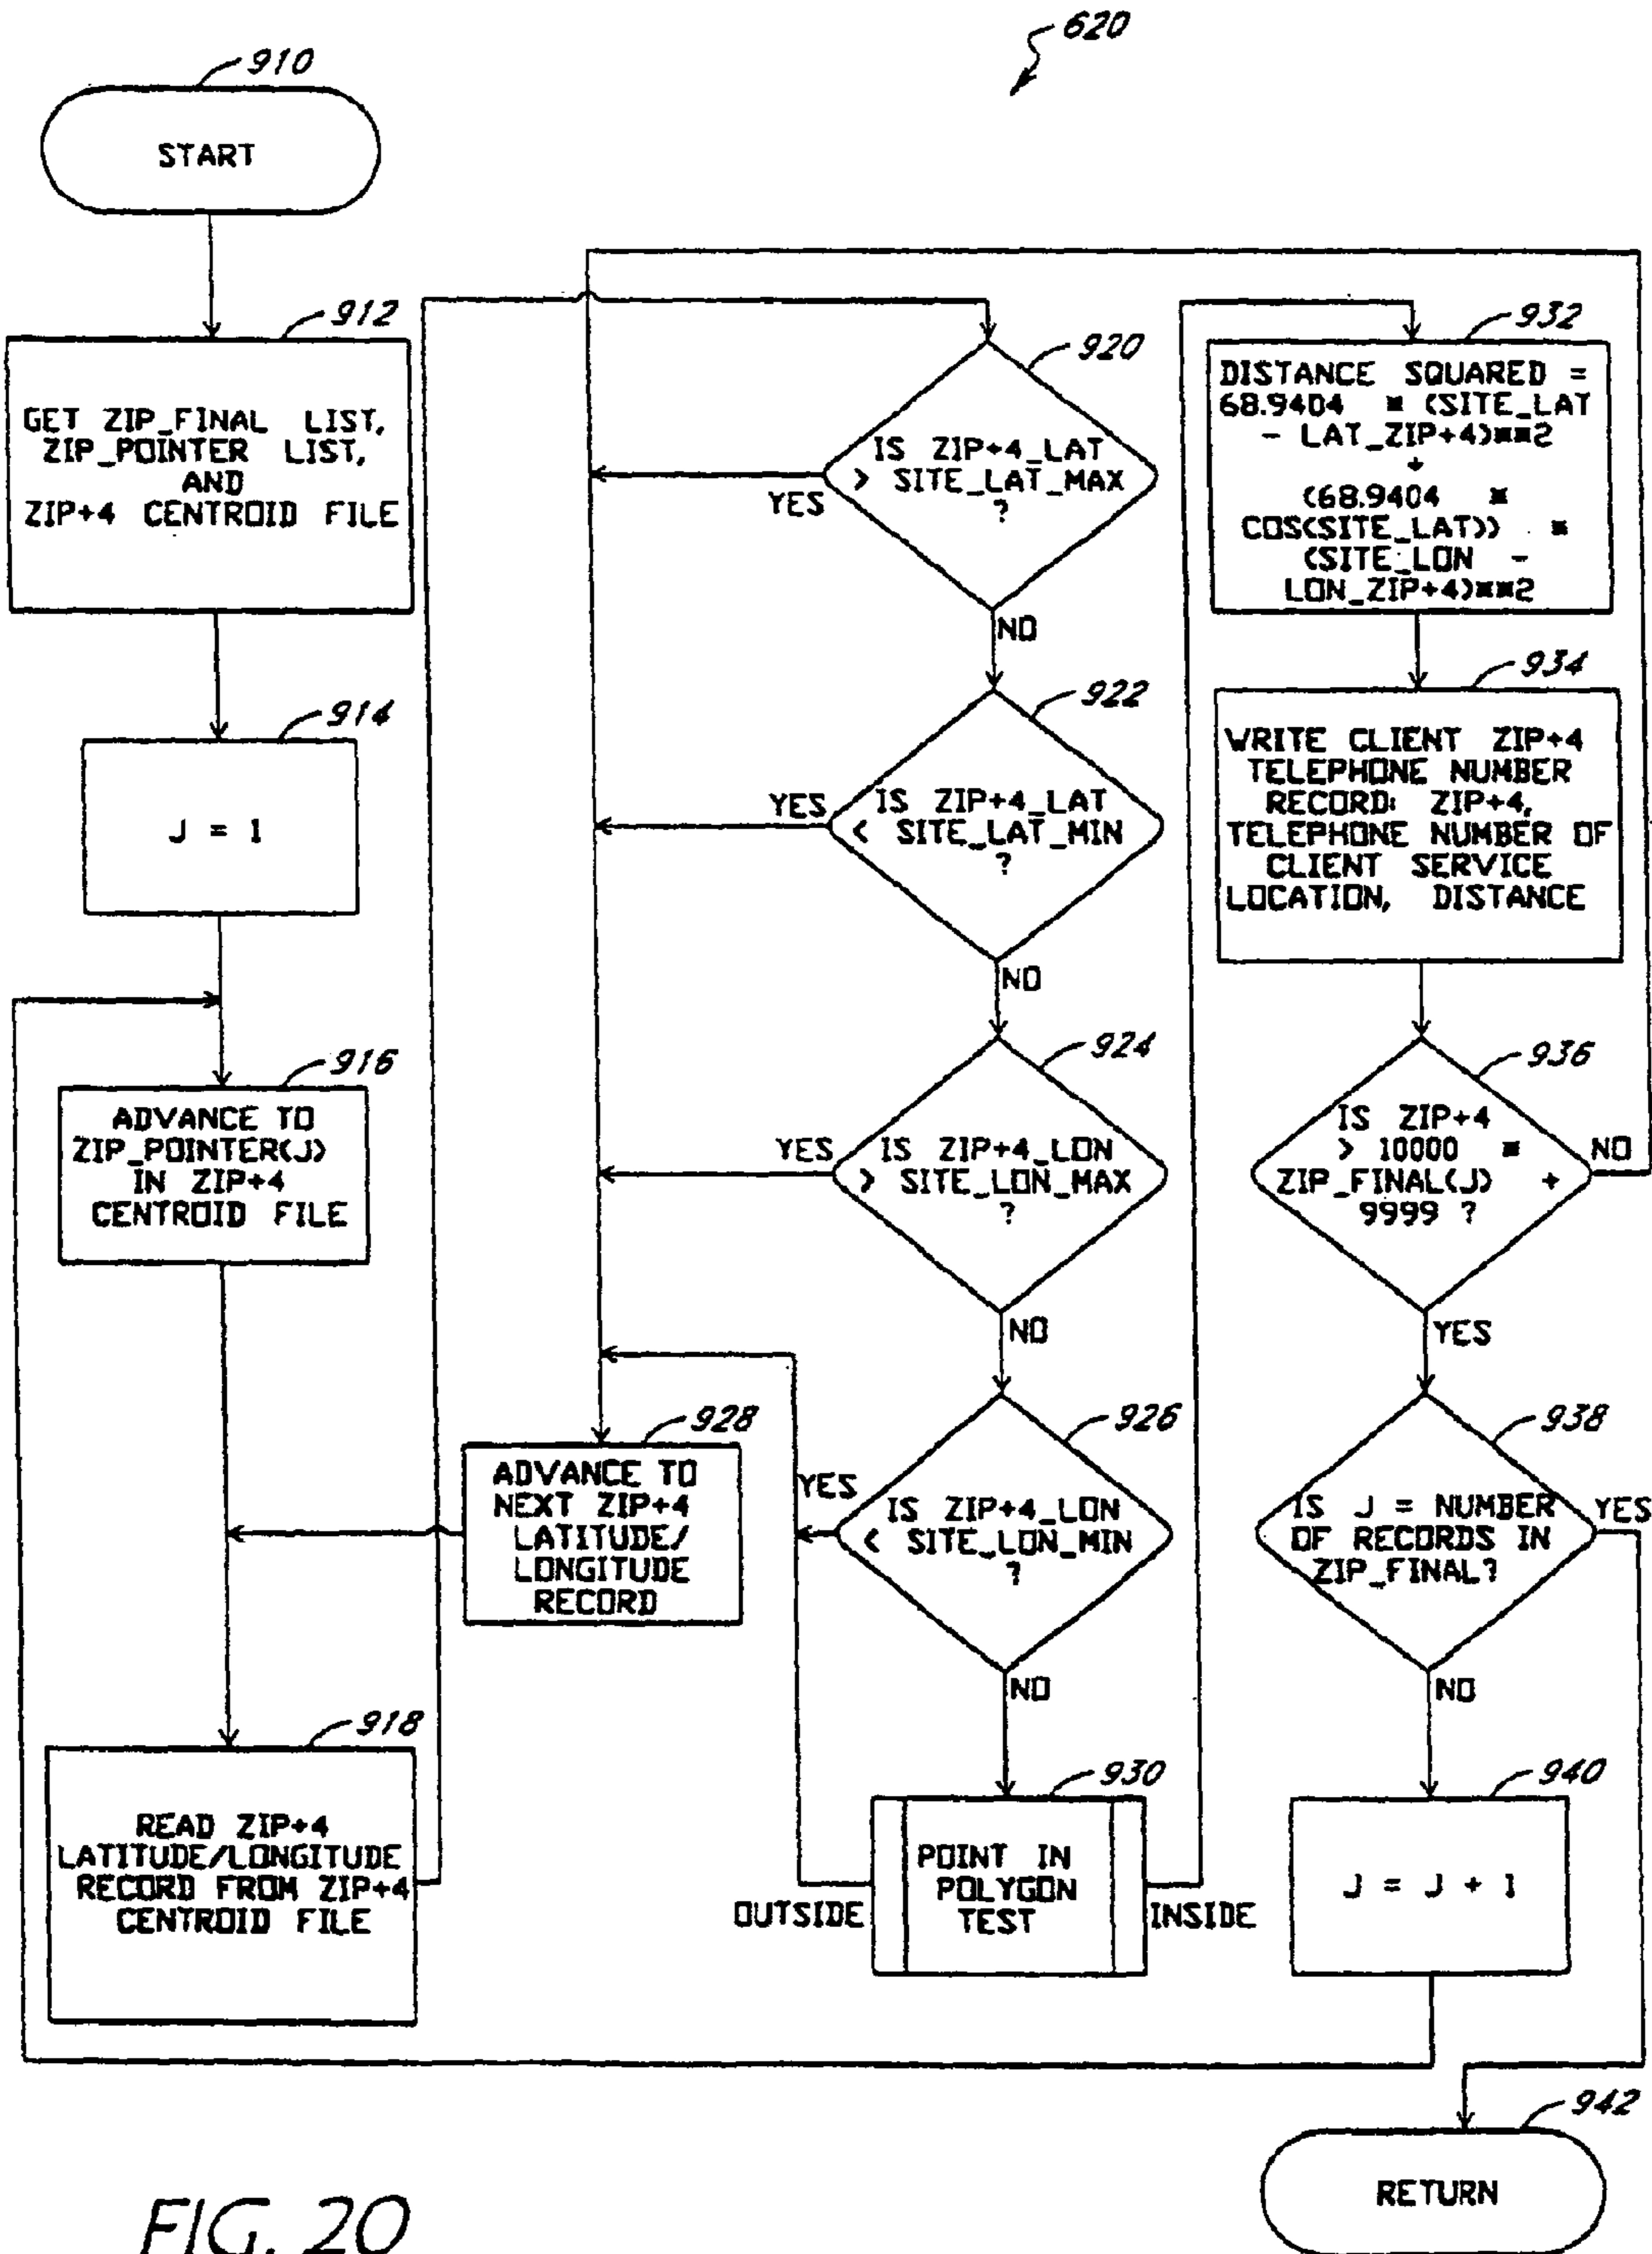 620
910
START
912
GET ZIP_FINAL LIST,
ZIP_POINTER LIST,
AND
ZIP+4 CENTROID FILE
914
J = 1
916
ADVANCE TO
ZIP_POINTER(J)
IN ZIP+4
CENTROID FILE
918
READ ZIP+4
LATITUDE/LONGITUDE
RECORD FROM ZIP+4
CENTROID FILE
920
IS ZIP+4_LAT
> SITE_LAT_MAX
?
YES
NO
922
IS ZIP+4_LAT
< SITE_LAT_MIN
?
YES
NO
924
IS ZIP+4_LON
> SITE_LON_MAX
?
YES
NO
926
IS ZIP+4_LON
< SITE_LON_MIN
?
YES
NO
928
ADVANCE TO
NEXT ZIP+4
LATITUDE/
LONGITUDE
RECORD
930
POINT IN
POLYGON
TEST
OUTSIDE
INSIDE
932
DISTANCE SQUARED =
68.9404 * (SITE_LAT
- LAT_ZIP+4)**2
+
(68.9404 *
COS(SITE_LAT)) *
(SITE_LON -
LON_ZIP+4)**2
934
WRITE CLIENT ZIP+4
TELEPHONE NUMBER
RECORD: ZIP+4,
TELEPHONE NUMBER OF
CLIENT SERVICE
LOCATION, DISTANCE
936
IS ZIP+4
> 10000 *
ZIP_FINAL(J) +
9999 ?
NO
YES
938
IS J = NUMBER
OF RECORDS IN
ZIP_FINAL?
YES
NO
940
J = J + 1
942
RETURN
FIG. 20